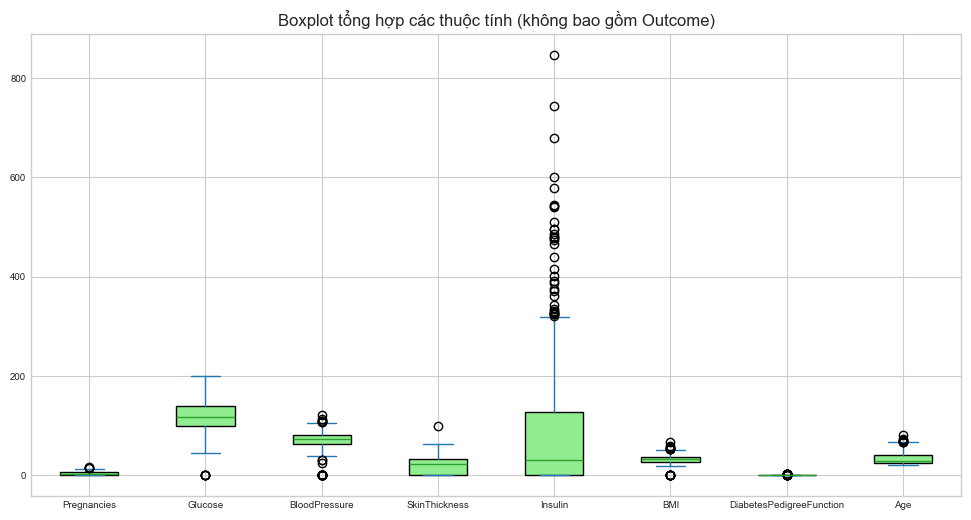 Boxplot tổng hợp các thuộc tính (không bao gồm Outcome)
800
600
400
200
0
Pregnancies Glucose BloodPressure SkinThickness Insulin BMI DiabetesPedigreeFunction Age